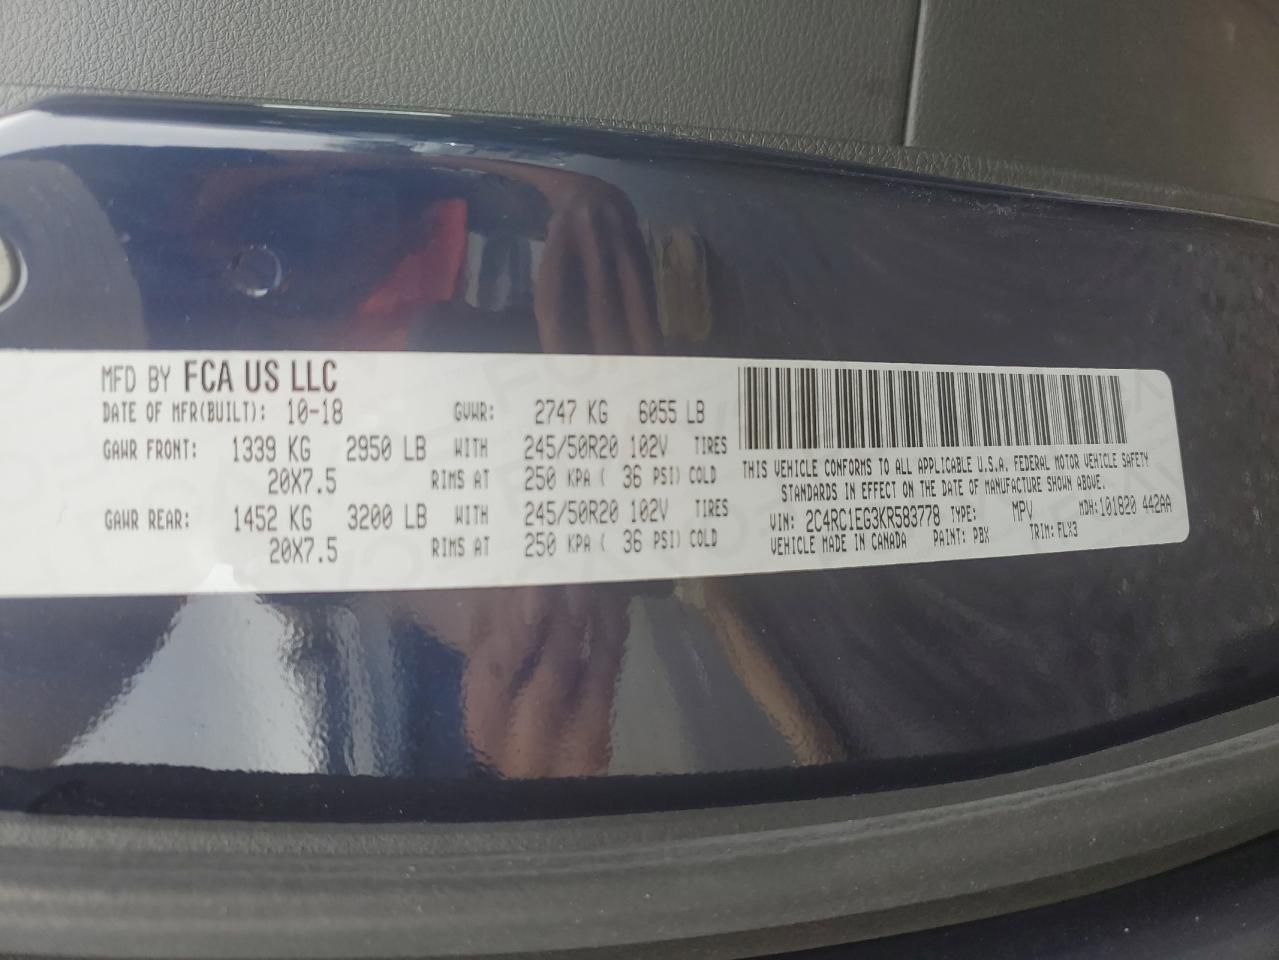 MFD BY FCA US LLC
DATE OF MFR(BUILT): 10-18 GVWR: 2747 KG 6055 LB
GAWR FRONT: 1339 KG 2950 LB WITH 245/50R20 102V TIRES
20X7.5 RIMS AT 250 KPA ( 36 PSI) COLD
GAWR REAR: 1452 KG 3200 LB WITH 245/50R20 102V TIRES
20X7.5 RIMS AT 250 KPA ( 36 PSI) COLD
THIS VEHICLE CONFORMS TO ALL APPLICABLE U.S.A. FEDERAL MOTOR VEHICLE SAFETY
STANDARDS IN EFFECT ON THE DATE OF MANUFACTURE SHOWN ABOVE.
VIN: 2C4RC1EG3KR583778 TYPE: MPV MDH:101820 442AA
VEHICLE MADE IN CANADA PAINT: PBX TRIM: FLX3